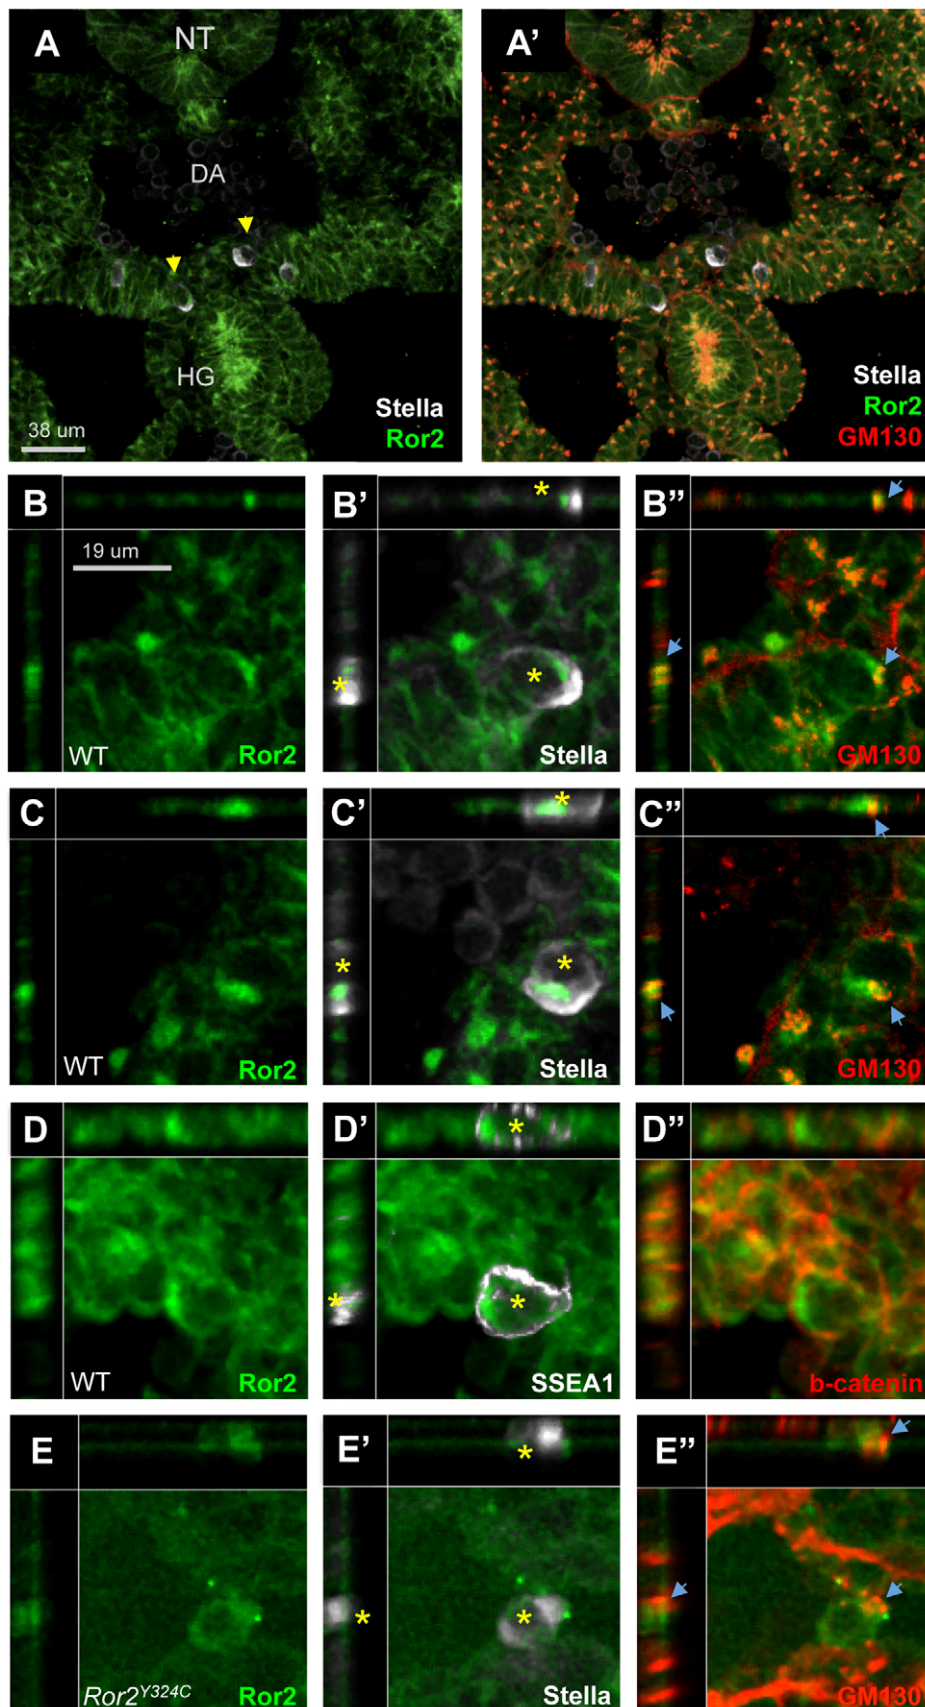 A
NT
DA
HG
Stella
Ror2
38 um
A'
Stella
Ror2
GM130
B
19 um
WT
Ror2
B'
*
*
*
Stella
B''
GM130
C
WT
Ror2
C'
*
*
*
Stella
C''
GM130
D
WT
Ror2
D'
*
*
*
SSEA1
D''
b-catenin
E
Ror2Y324C
Ror2
E'
*
*
*
Stella
E''
GM130